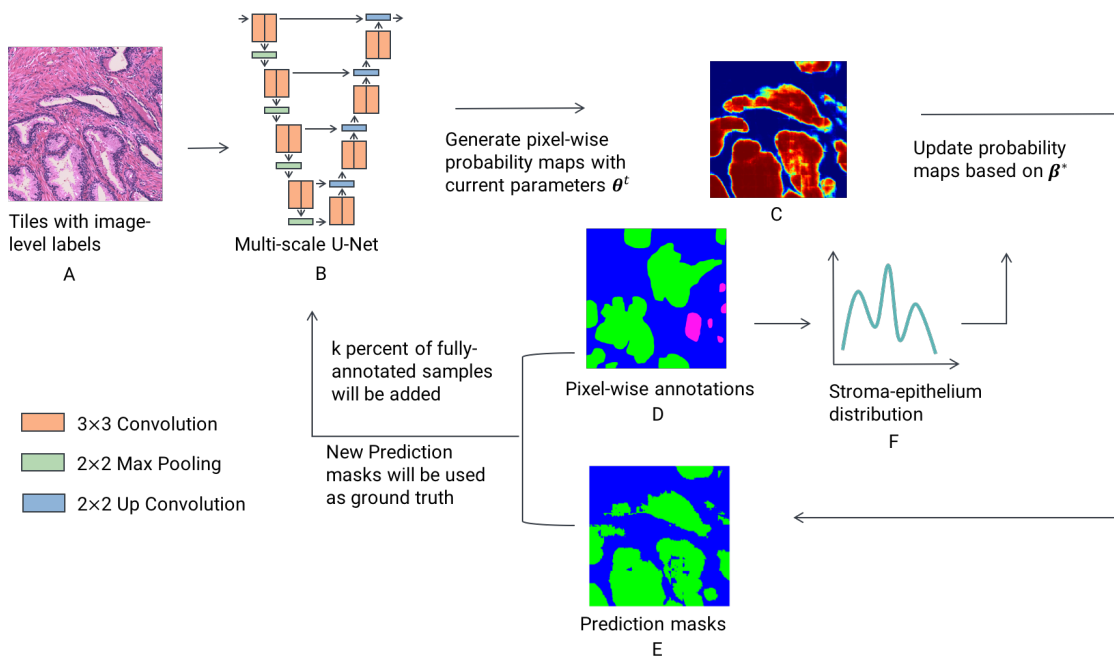 Tiles with image-
level labels
A
Multi-scale U-Net
B
Generate pixel-wise
probability maps with
current parameters θᵗ
C
Update probability
maps based on β*
k percent of fully-
annotated samples
will be added
New Prediction
masks will be used
as ground truth
Pixel-wise annotations
D
Stroma-epithelium
distribution
F
3×3 Convolution
2×2 Max Pooling
2×2 Up Convolution
Prediction masks
E